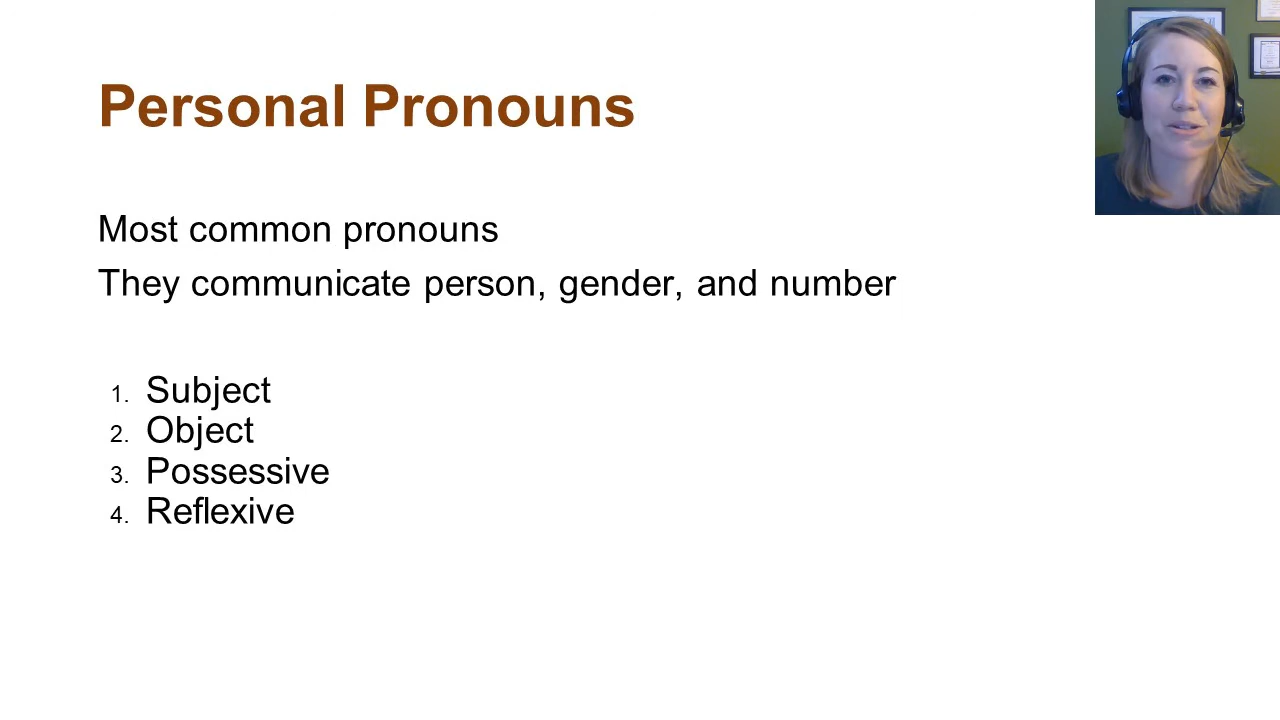 Personal Pronouns
Most common pronouns
They communicate person, gender, and number
1. Subject
2. Object
3. Possessive
4. Reflexive